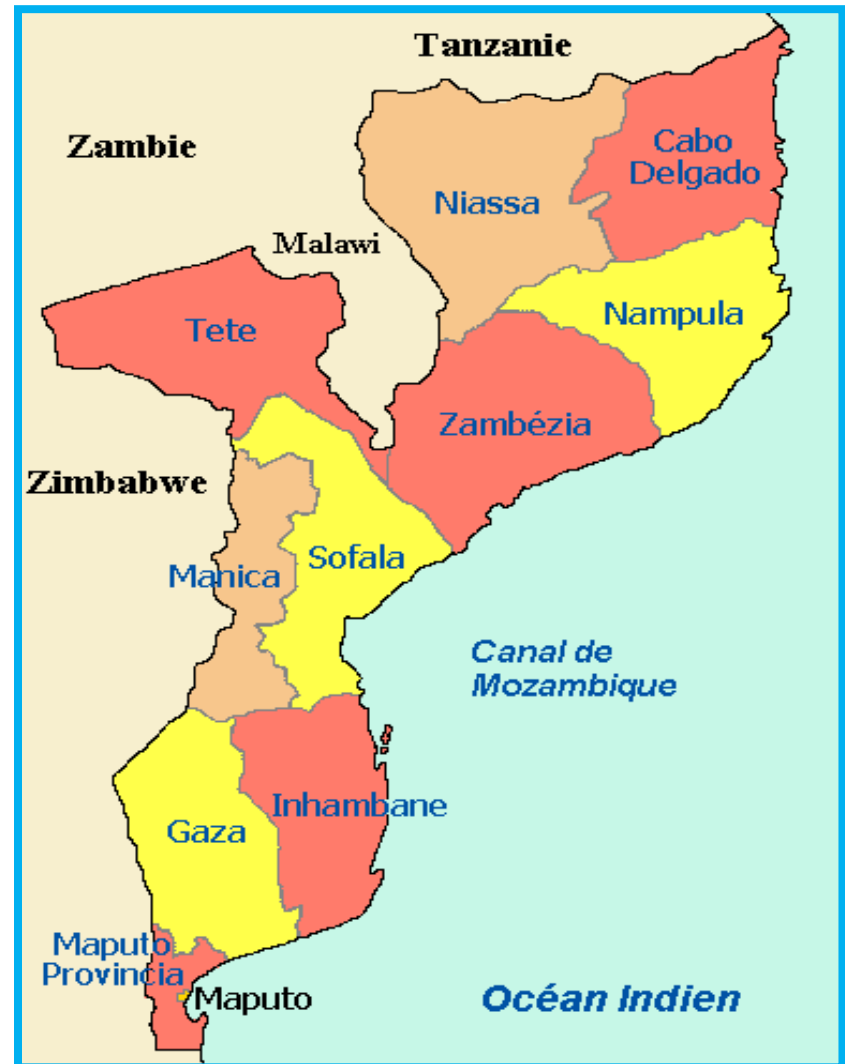 Tanzanie
Zambie
Cabo
Delgado
Niassa
Malawi
Nampula
Tete
Zambézia
Zimbabwe
Sofala
Manica
Canal de
Mozambique
Inhambane
Gaza
Maputo
Provincia
Maputo
Océan Indien